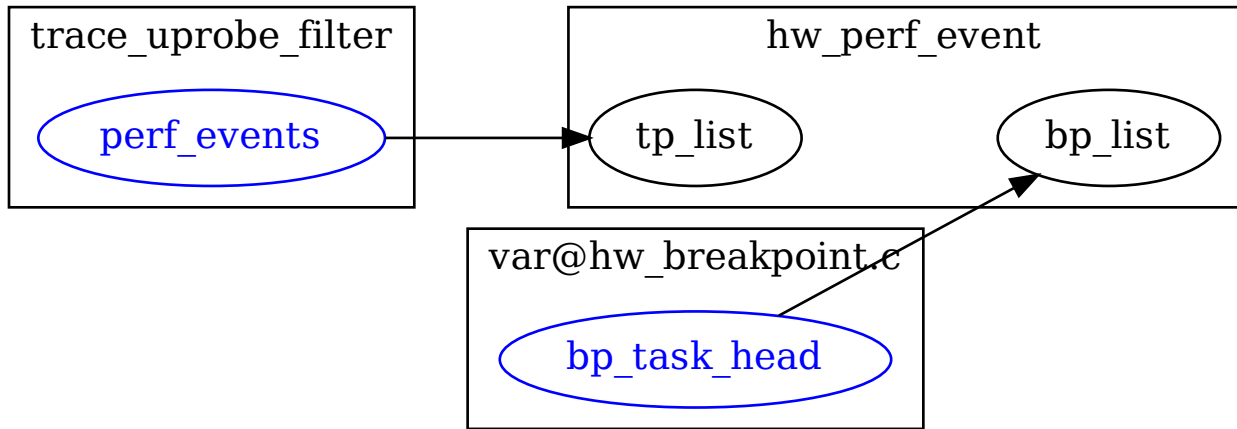 trace_uprobe_filter
perf_events
hw_perf_event
tp_list
bp_list
var@hw_breakpoint.c
bp_task_head